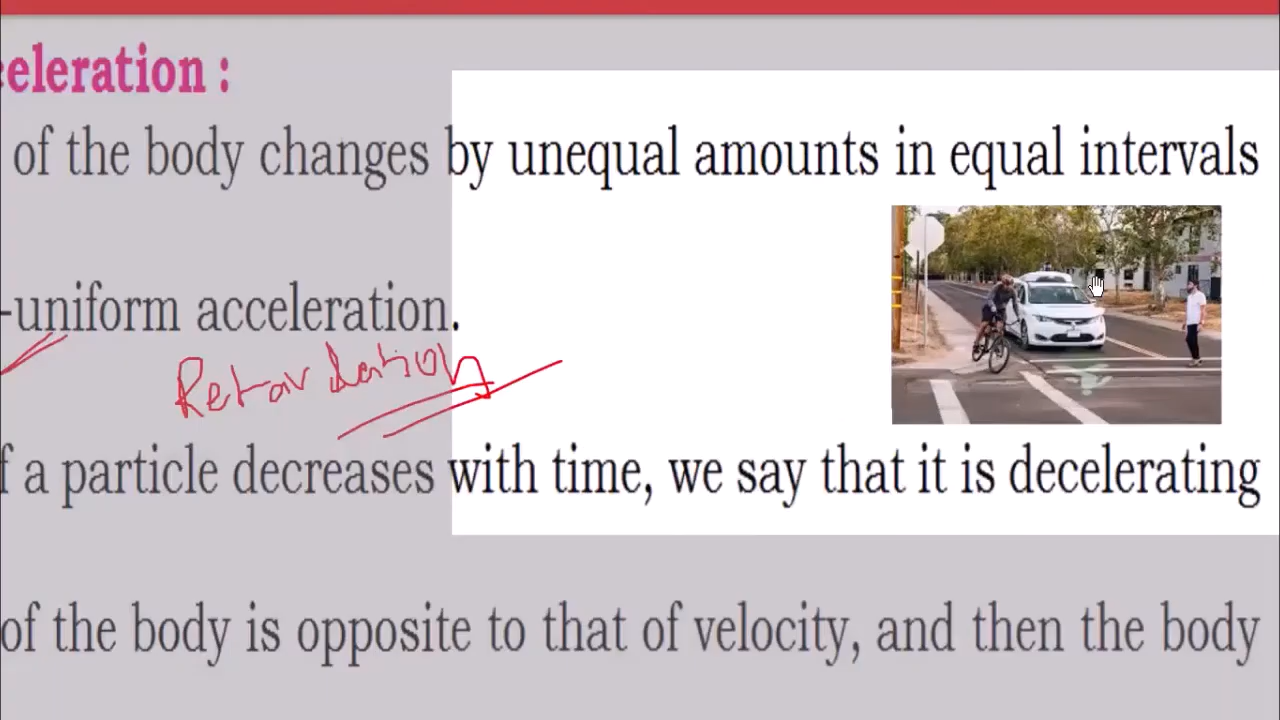 celeration :
of the body changes by unequal amounts in equal intervals
-uniform acceleration.
Retardation
f a particle decreases with time, we say that it is decelerating
of the body is opposite to that of velocity, and then the body